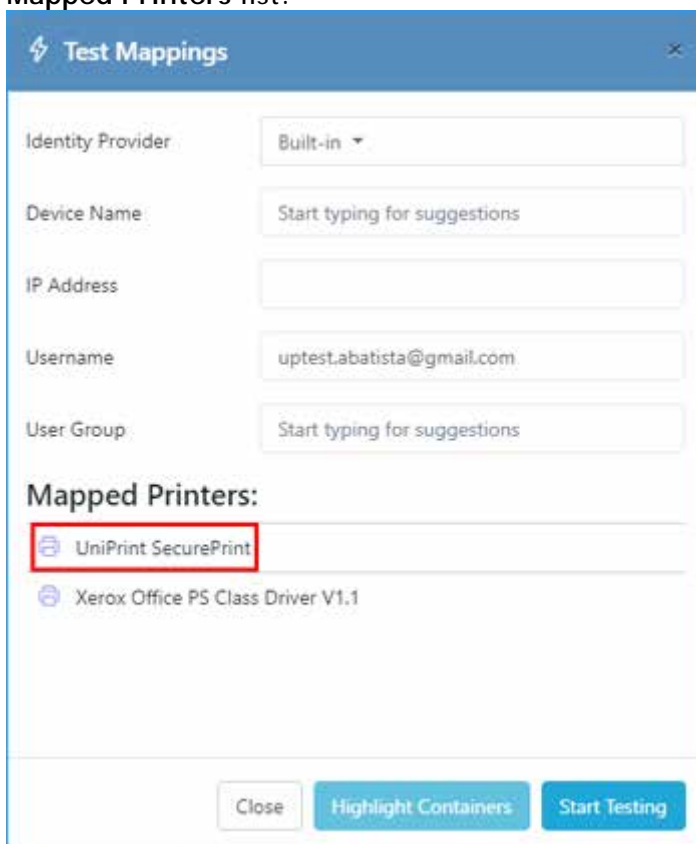 Mapped Printers list.
Test Mappings
Identity Provider Built-in
Device Name Start typing for suggestions
IP Address
Username uptest.abatista@gmail.com
User Group Start typing for suggestions
Mapped Printers:
UniPrint SecurePrint
Xerox Office PS Class Driver V1.1
Close Highlight Containers Start Testing